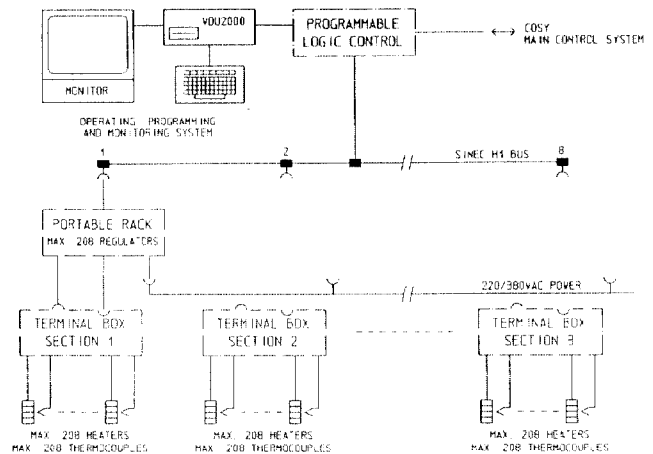 VDU2000
PROGRAMMABLE
LOGIC CONTROL
COSY
MAIN CONTROL SYSTEM
MONITOR
OPERATING, PROGRAMMING
AND MONITORING SYSTEM
1
2
SINEC H1 BUS
8
PORTABLE RACK
MAX. 208 REGULATORS
220/380VAC POWER
TERMINAL BOX
SECTION 1
TERMINAL BOX
SECTION 2
TERMINAL BOX
SECTION 8
MAX. 208 HEATERS
MAX. 208 THERMOCOUPLES
MAX. 208 HEATERS
MAX. 208 THERMOCOUPLES
MAX. 208 HEATERS
MAX. 208 THERMOCOUPLES